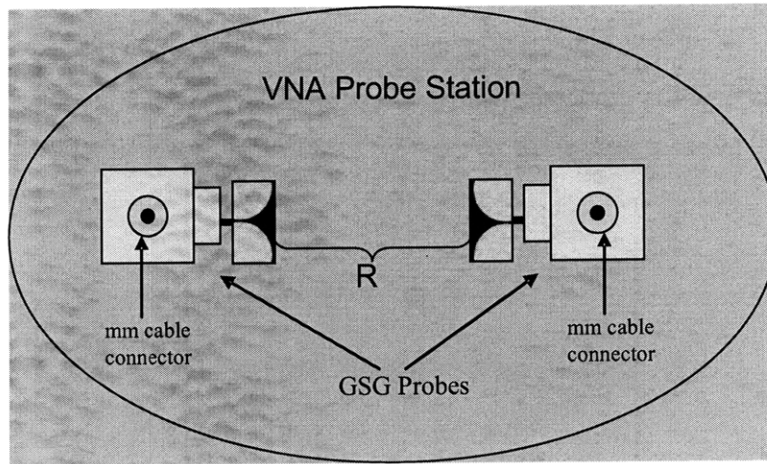 VNA Probe Station
R
mm cable
connector
mm cable
connector
GSG Probes